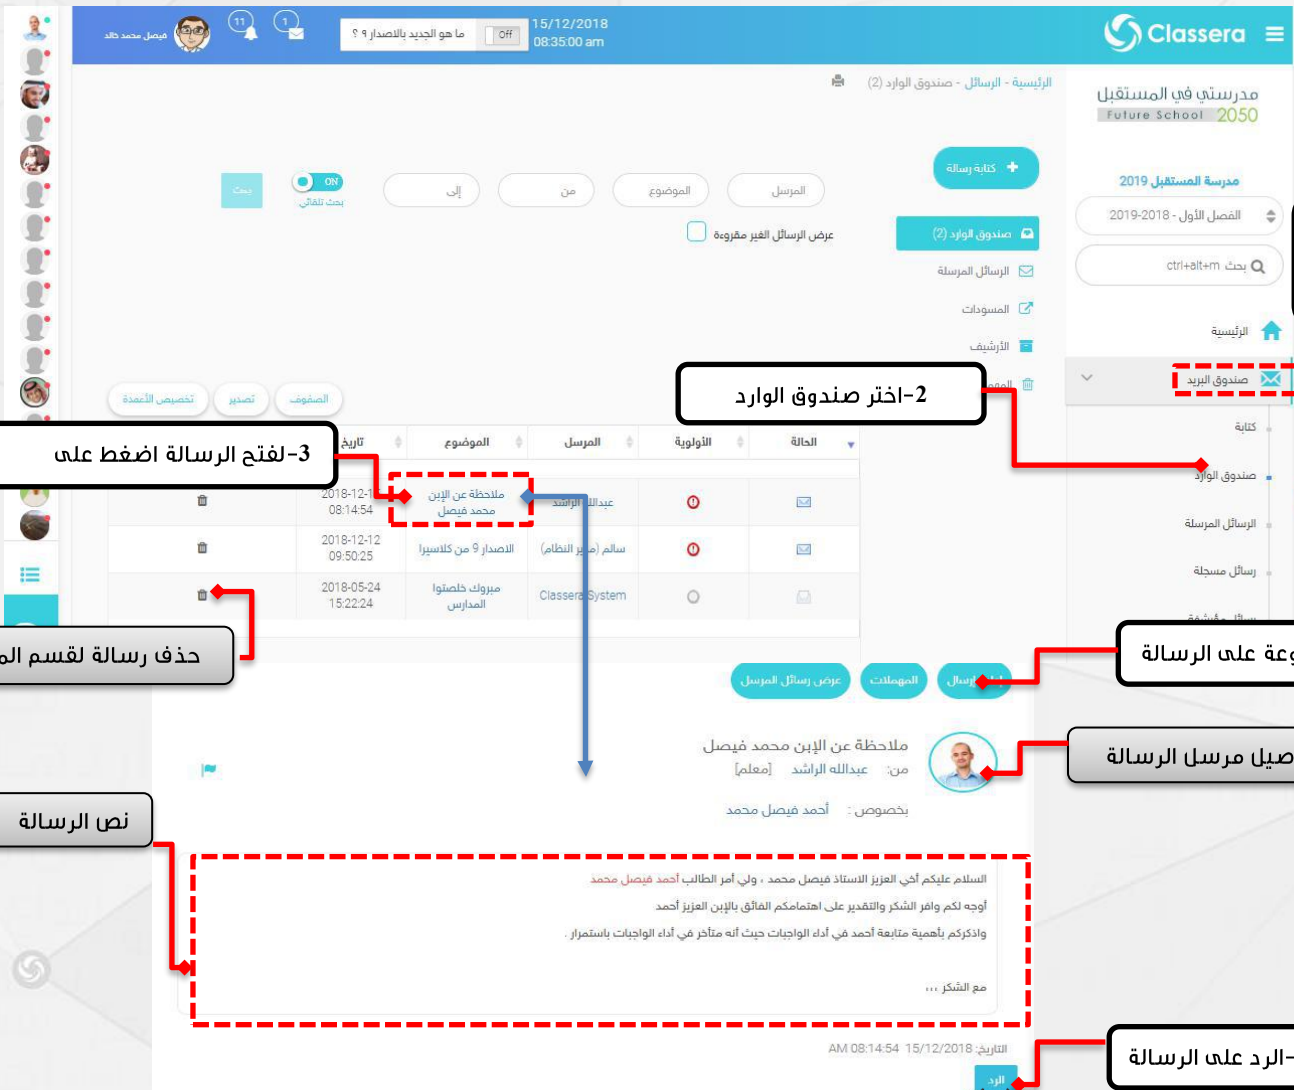 Classera
15/12/2018
08:35:00 am
Off
ما هو الجديد بالاصدار ٩ ؟
1
11
فيصل محمد خالد
مدرستي في المستقبل
Future School 2050
مدرسة المستقبل 2019
الفصل الأول - 2018-2019
بحث ctrl+alt+m
الرئيسية
صندوق البريد
كتابة
صندوق الوارد
الرسائل المرسلة
رسائل مسجلة
الرئيسية - الرسائل - صندوق الوارد (2)
كتابة رسالة
المرسل
الموضوع
من
إلى
ON
بحث تلقائي
بحث
عرض الرسائل الغير مقروءة
صندوق الوارد (2)
الرسائل المرسلة
المسودات
الأرشيف
2-اختر صندوق الوارد
الصفوف
تصدير
تخصيص الأعمدة
الحالة
الأولوية
المرسل
الموضوع
تاريخ
3-لفتح الرسالة اضغط على
ملاحظة عن الإبن
محمد فيصل
08:14:54
سالم (مدير النظام)
الاصدار 9 من كلاسيرا
2018-12-12
09:50:25
Classera System
مبروك خلصتوا
المدارس
2018-05-24
15:22:24
حذف رسالة لقسم
على الرسالة
عرض رسائل المرسل
المهملات
مرسل الرسالة
ملاحظة عن الإبن محمد فيصل
من: عبدالله الراشد [معلم]
بخصوص : أحمد فيصل محمد
نص الرسالة
السلام عليكم أخي العزيز الاستاذ فيصل محمد ، ولي أمر الطالب أحمد فيصل محمد
أوجه لكم وافر الشكر والتقدير على اهتمامكم الفائق بالإبن العزيز أحمد
واذكركم بأهمية متابعة أحمد في أداء الواجبات حيث أنه متأخر في أداء الواجبات باستمرار .
مع الشكر ,,,
التاريخ: 15/12/2018 08:14:54 AM
الرد
-الرد على الرسالة